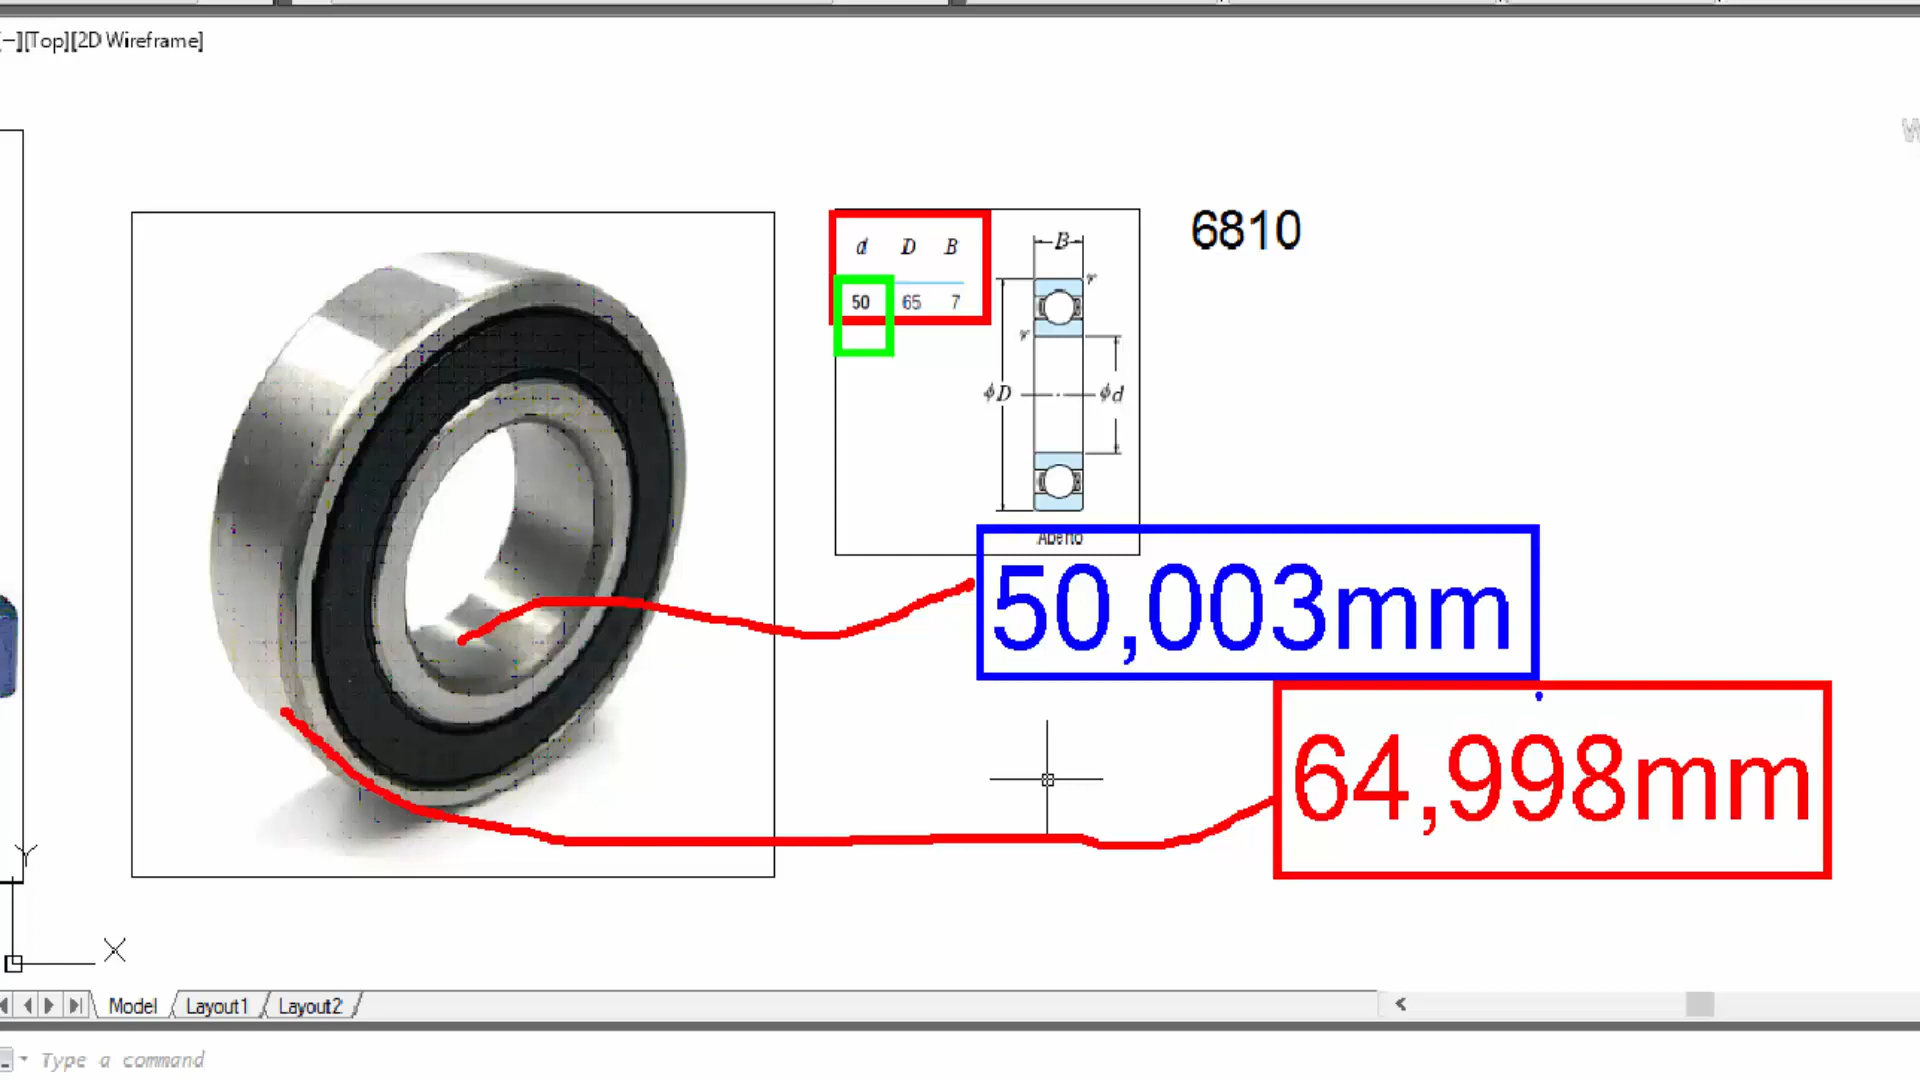 [−][Top][2D Wireframe]
6810
d D B
50 65 7
B
r
r
ϕD
ϕd
Aberto
50,003mm
64,998mm
Y
X
Model
Layout1
Layout2
Type a command